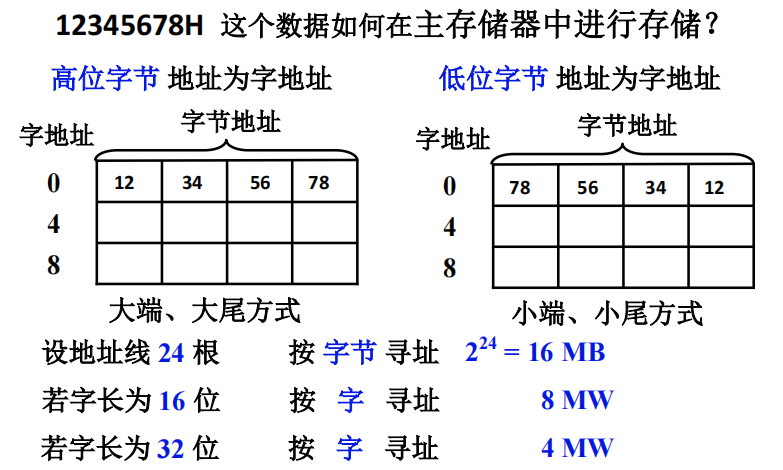 12345678H 这个数据如何在主存储器中进行存储?
高位字节 地址为字地址
字地址 字节地址
0 12 34 56 78
4
8
大端、大尾方式
低位字节 地址为字地址
字地址 字节地址
0 78 56 34 12
4
8
小端、小尾方式
设地址线 24 根 按 字节 寻址 2^24 = 16 MB
若字长为 16 位 按 字 寻址 8 MW
若字长为 32 位 按 字 寻址 4 MW